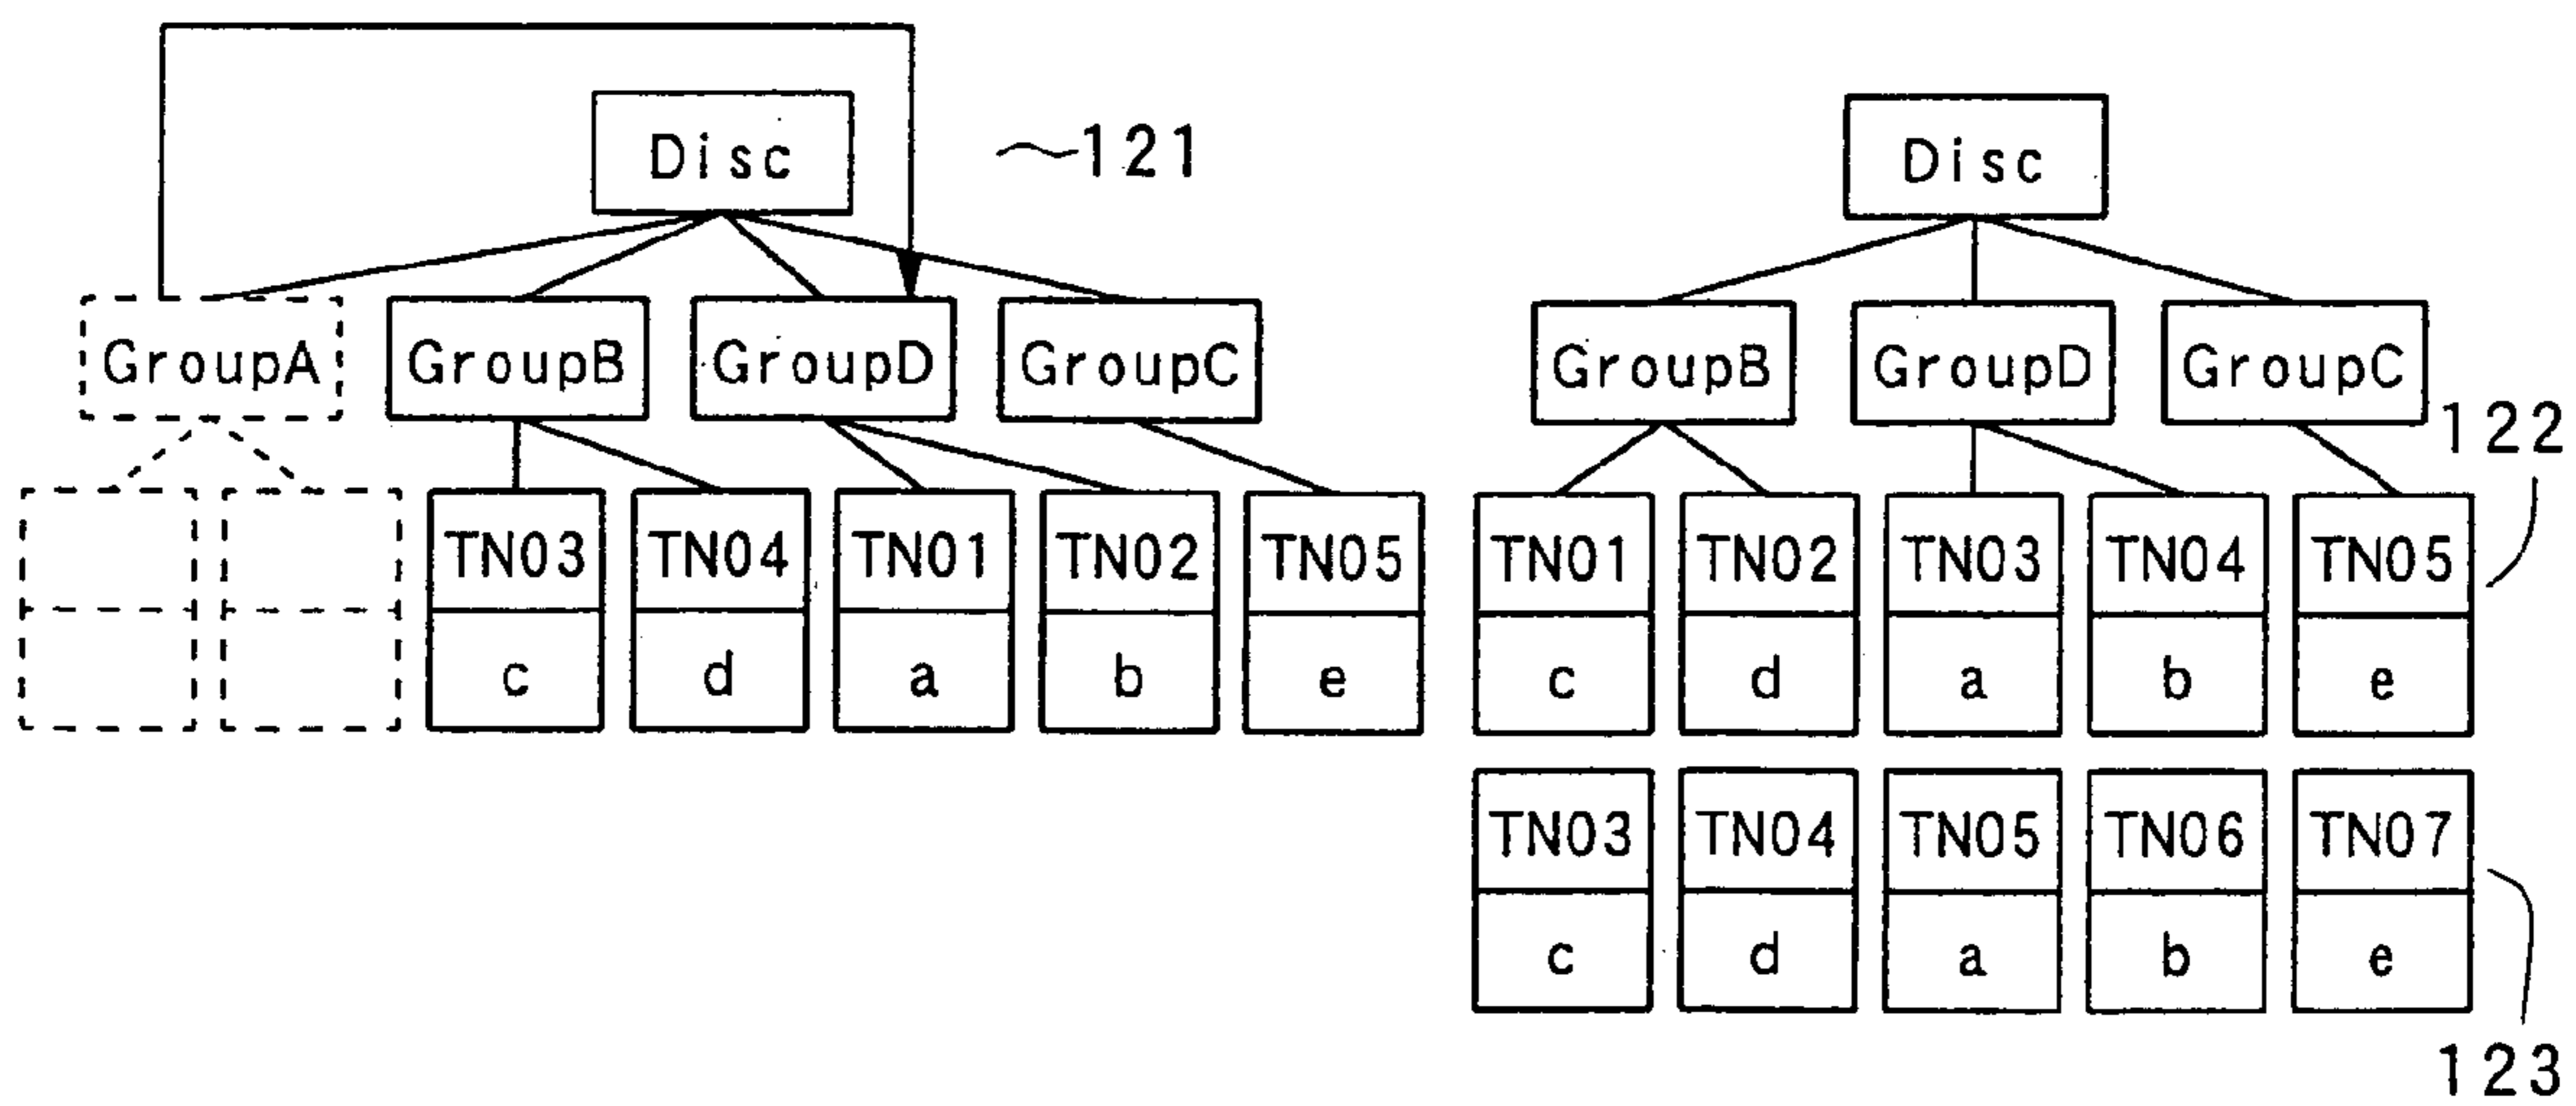 Disc
121
Disc
GroupA GroupB GroupD GroupC
GroupB GroupD GroupC
122
TN03 TN04 TN01 TN02 TN05
c d a b e
TN01 TN02 TN03 TN04 TN05
c d a b e
TN03 TN04 TN05 TN06 TN07
c d a b e
123